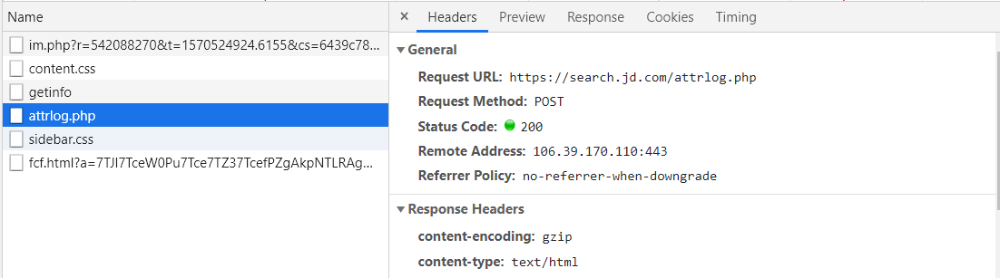 Name
im.php?r=542088270&t=1570524924.6155&cs=6439c78...
content.css
getinfo
attrlog.php
sidebar.css
fcf.html?a=7TJI7TceW0Pu7Tce7TZ37TcefPZgAkpNTLRAg...
× Headers Preview Response Cookies Timing
▼ General
Request URL: https://search.jd.com/attrlog.php
Request Method: POST
Status Code: 200
Remote Address: 106.39.170.110:443
Referrer Policy: no-referrer-when-downgrade
▼ Response Headers
content-encoding: gzip
content-type: text/html